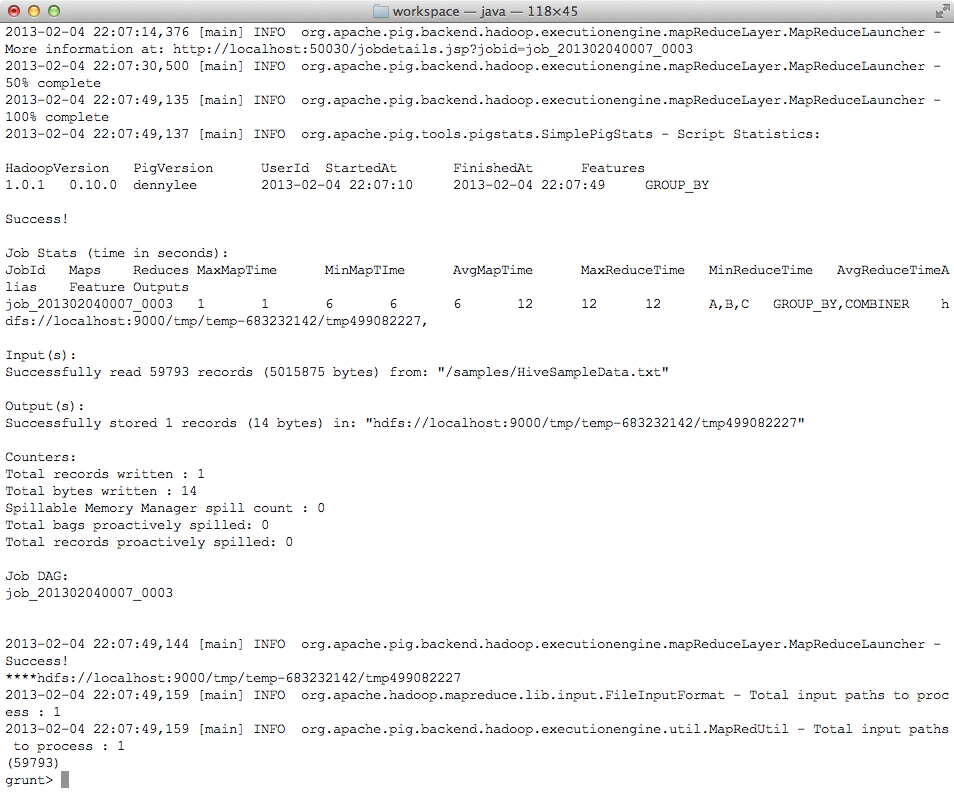 workspace — java — 118×45
2013-02-04 22:07:14,376 [main] INFO  org.apache.pig.backend.hadoop.executionengine.mapReduceLayer.MapReduceLauncher -
More information at: http://localhost:50030/jobdetails.jsp?jobid=job_201302040007_0003
2013-02-04 22:07:30,500 [main] INFO  org.apache.pig.backend.hadoop.executionengine.mapReduceLayer.MapReduceLauncher -
50% complete
2013-02-04 22:07:49,135 [main] INFO  org.apache.pig.backend.hadoop.executionengine.mapReduceLayer.MapReduceLauncher -
100% complete
2013-02-04 22:07:49,137 [main] INFO  org.apache.pig.tools.pigstats.SimplePigStats - Script Statistics:
HadoopVersion   PigVersion      UserId  StartedAt       FinishedAt      Features
1.0.1   0.10.0  dennylee        2013-02-04 22:07:10     2013-02-04 22:07:49     GROUP_BY
Success!
Job Stats (time in seconds):
JobId   Maps    Reduces MaxMapTime      MinMapTIme      AvgMapTime      MaxReduceTime   MinReduceTime   AvgReduceTimeA
lias    Feature Outputs
job_201302040007_0003   1       1       6       6       6       12      12      12      A,B,C   GROUP_BY,COMBINER    h
dfs://localhost:9000/tmp/temp-683232142/tmp499082227,
Input(s):
Successfully read 59793 records (5015875 bytes) from: "/samples/HiveSampleData.txt"
Output(s):
Successfully stored 1 records (14 bytes) in: "hdfs://localhost:9000/tmp/temp-683232142/tmp499082227"
Counters:
Total records written : 1
Total bytes written : 14
Spillable Memory Manager spill count : 0
Total bags proactively spilled: 0
Total records proactively spilled: 0
Job DAG:
job_201302040007_0003
2013-02-04 22:07:49,144 [main] INFO  org.apache.pig.backend.hadoop.executionengine.mapReduceLayer.MapReduceLauncher -
Success!
****hdfs://localhost:9000/tmp/temp-683232142/tmp499082227
2013-02-04 22:07:49,159 [main] INFO  org.apache.hadoop.mapreduce.lib.input.FileInputFormat - Total input paths to proc
ess : 1
2013-02-04 22:07:49,159 [main] INFO  org.apache.pig.backend.hadoop.executionengine.util.MapRedUtil - Total input paths
 to process : 1
(59793)
grunt>